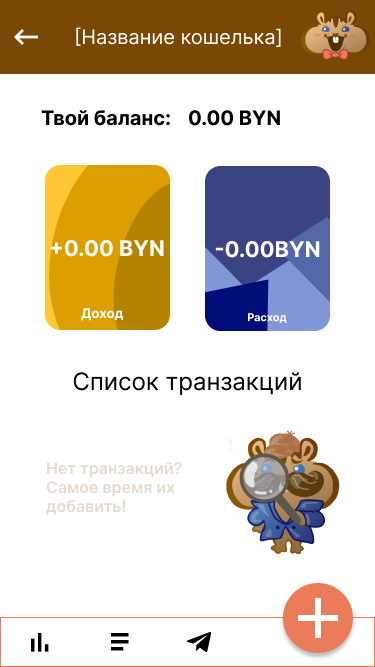 [Название кошелька]
Твой баланс: 0.00 BYN
+0.00 BYN
-0.00BYN
Доход
Расход
Список транзакций
Нет транзакций?
Самое время их
добавить!